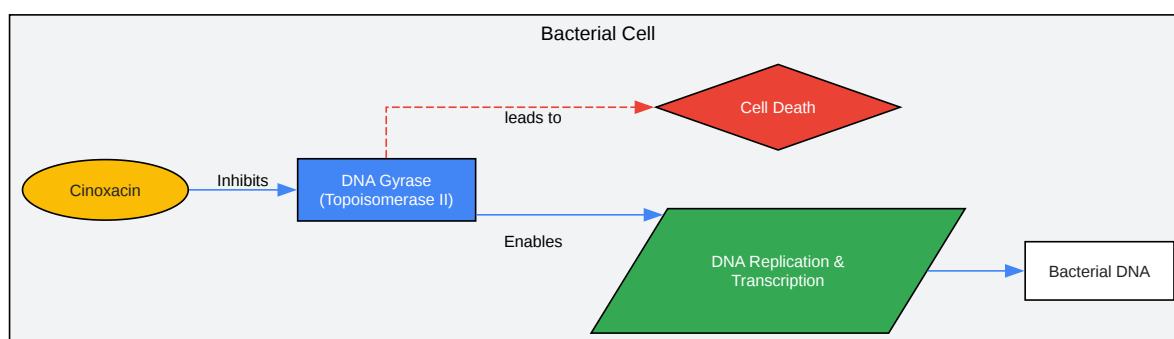 Bacterial Cell
Cell Death
leads to
Cinoxacin
Inhibits
DNA Gyrase
(Topoisomerase II)
Enables
DNA Replication &
Transcription
Bacterial DNA